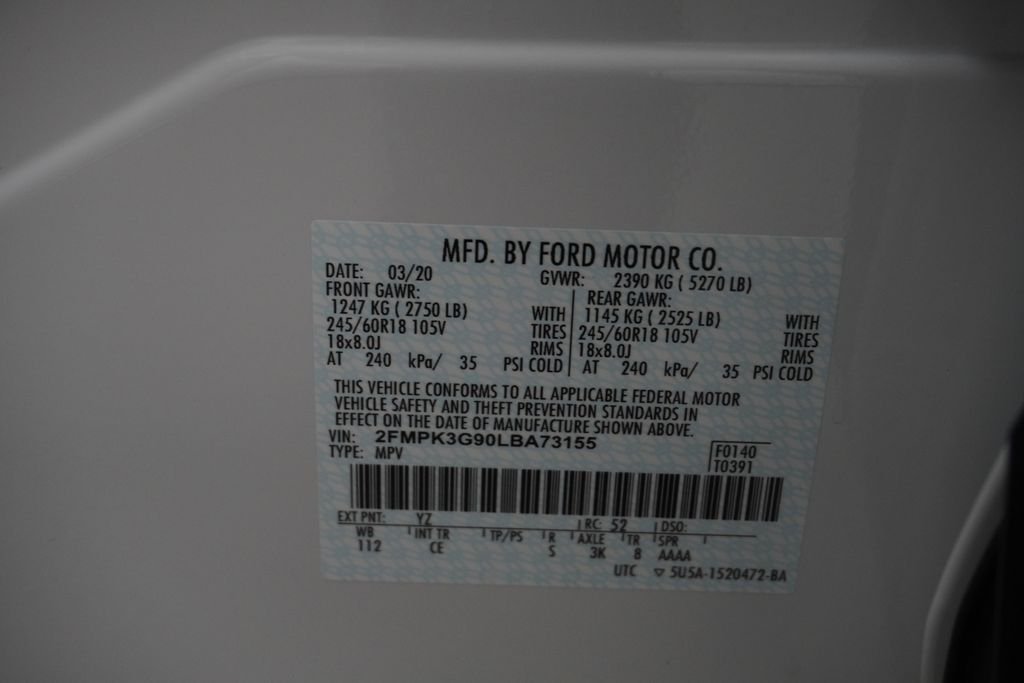 MFD. BY FORD MOTOR CO.
DATE: 03/20 GVWR: 2390 KG ( 5270 LB)
FRONT GAWR: REAR GAWR:
1247 KG ( 2750 LB) WITH 1145 KG ( 2525 LB) WITH
245/60R18 105V TIRES 245/60R18 105V TIRES
18x8.0J RIMS 18x8.0J RIMS
AT 240 kPa/ 35 PSI COLD AT 240 kPa/ 35 PSI COLD
THIS VEHICLE CONFORMS TO ALL APPLICABLE FEDERAL MOTOR
VEHICLE SAFETY AND THEFT PREVENTION STANDARDS IN
EFFECT ON THE DATE OF MANUFACTURE SHOWN ABOVE.
VIN: 2FMPK3G90LBA73155
TYPE: MPV
F0140
T0391
EXT PNT: YZ RC: 52 DSO:
WB INT TR TP/PS R AXLE TR SPR
112 CE S 3K 8 AAAA
UTC ▽ 5U5A-1520472-BA